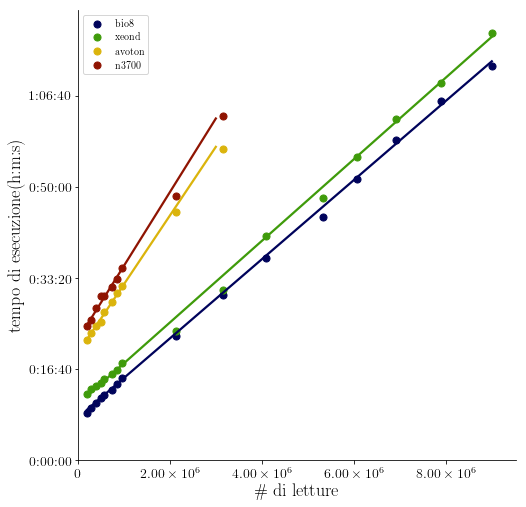 bio8
xeond
avoton
n3700
tempo di esecuzione(h:m:s)
1:06:40
0:50:00
0:33:20
0:16:40
0:00:00
0
2.00 × 10⁶
4.00 × 10⁶
6.00 × 10⁶
8.00 × 10⁶
# di letture